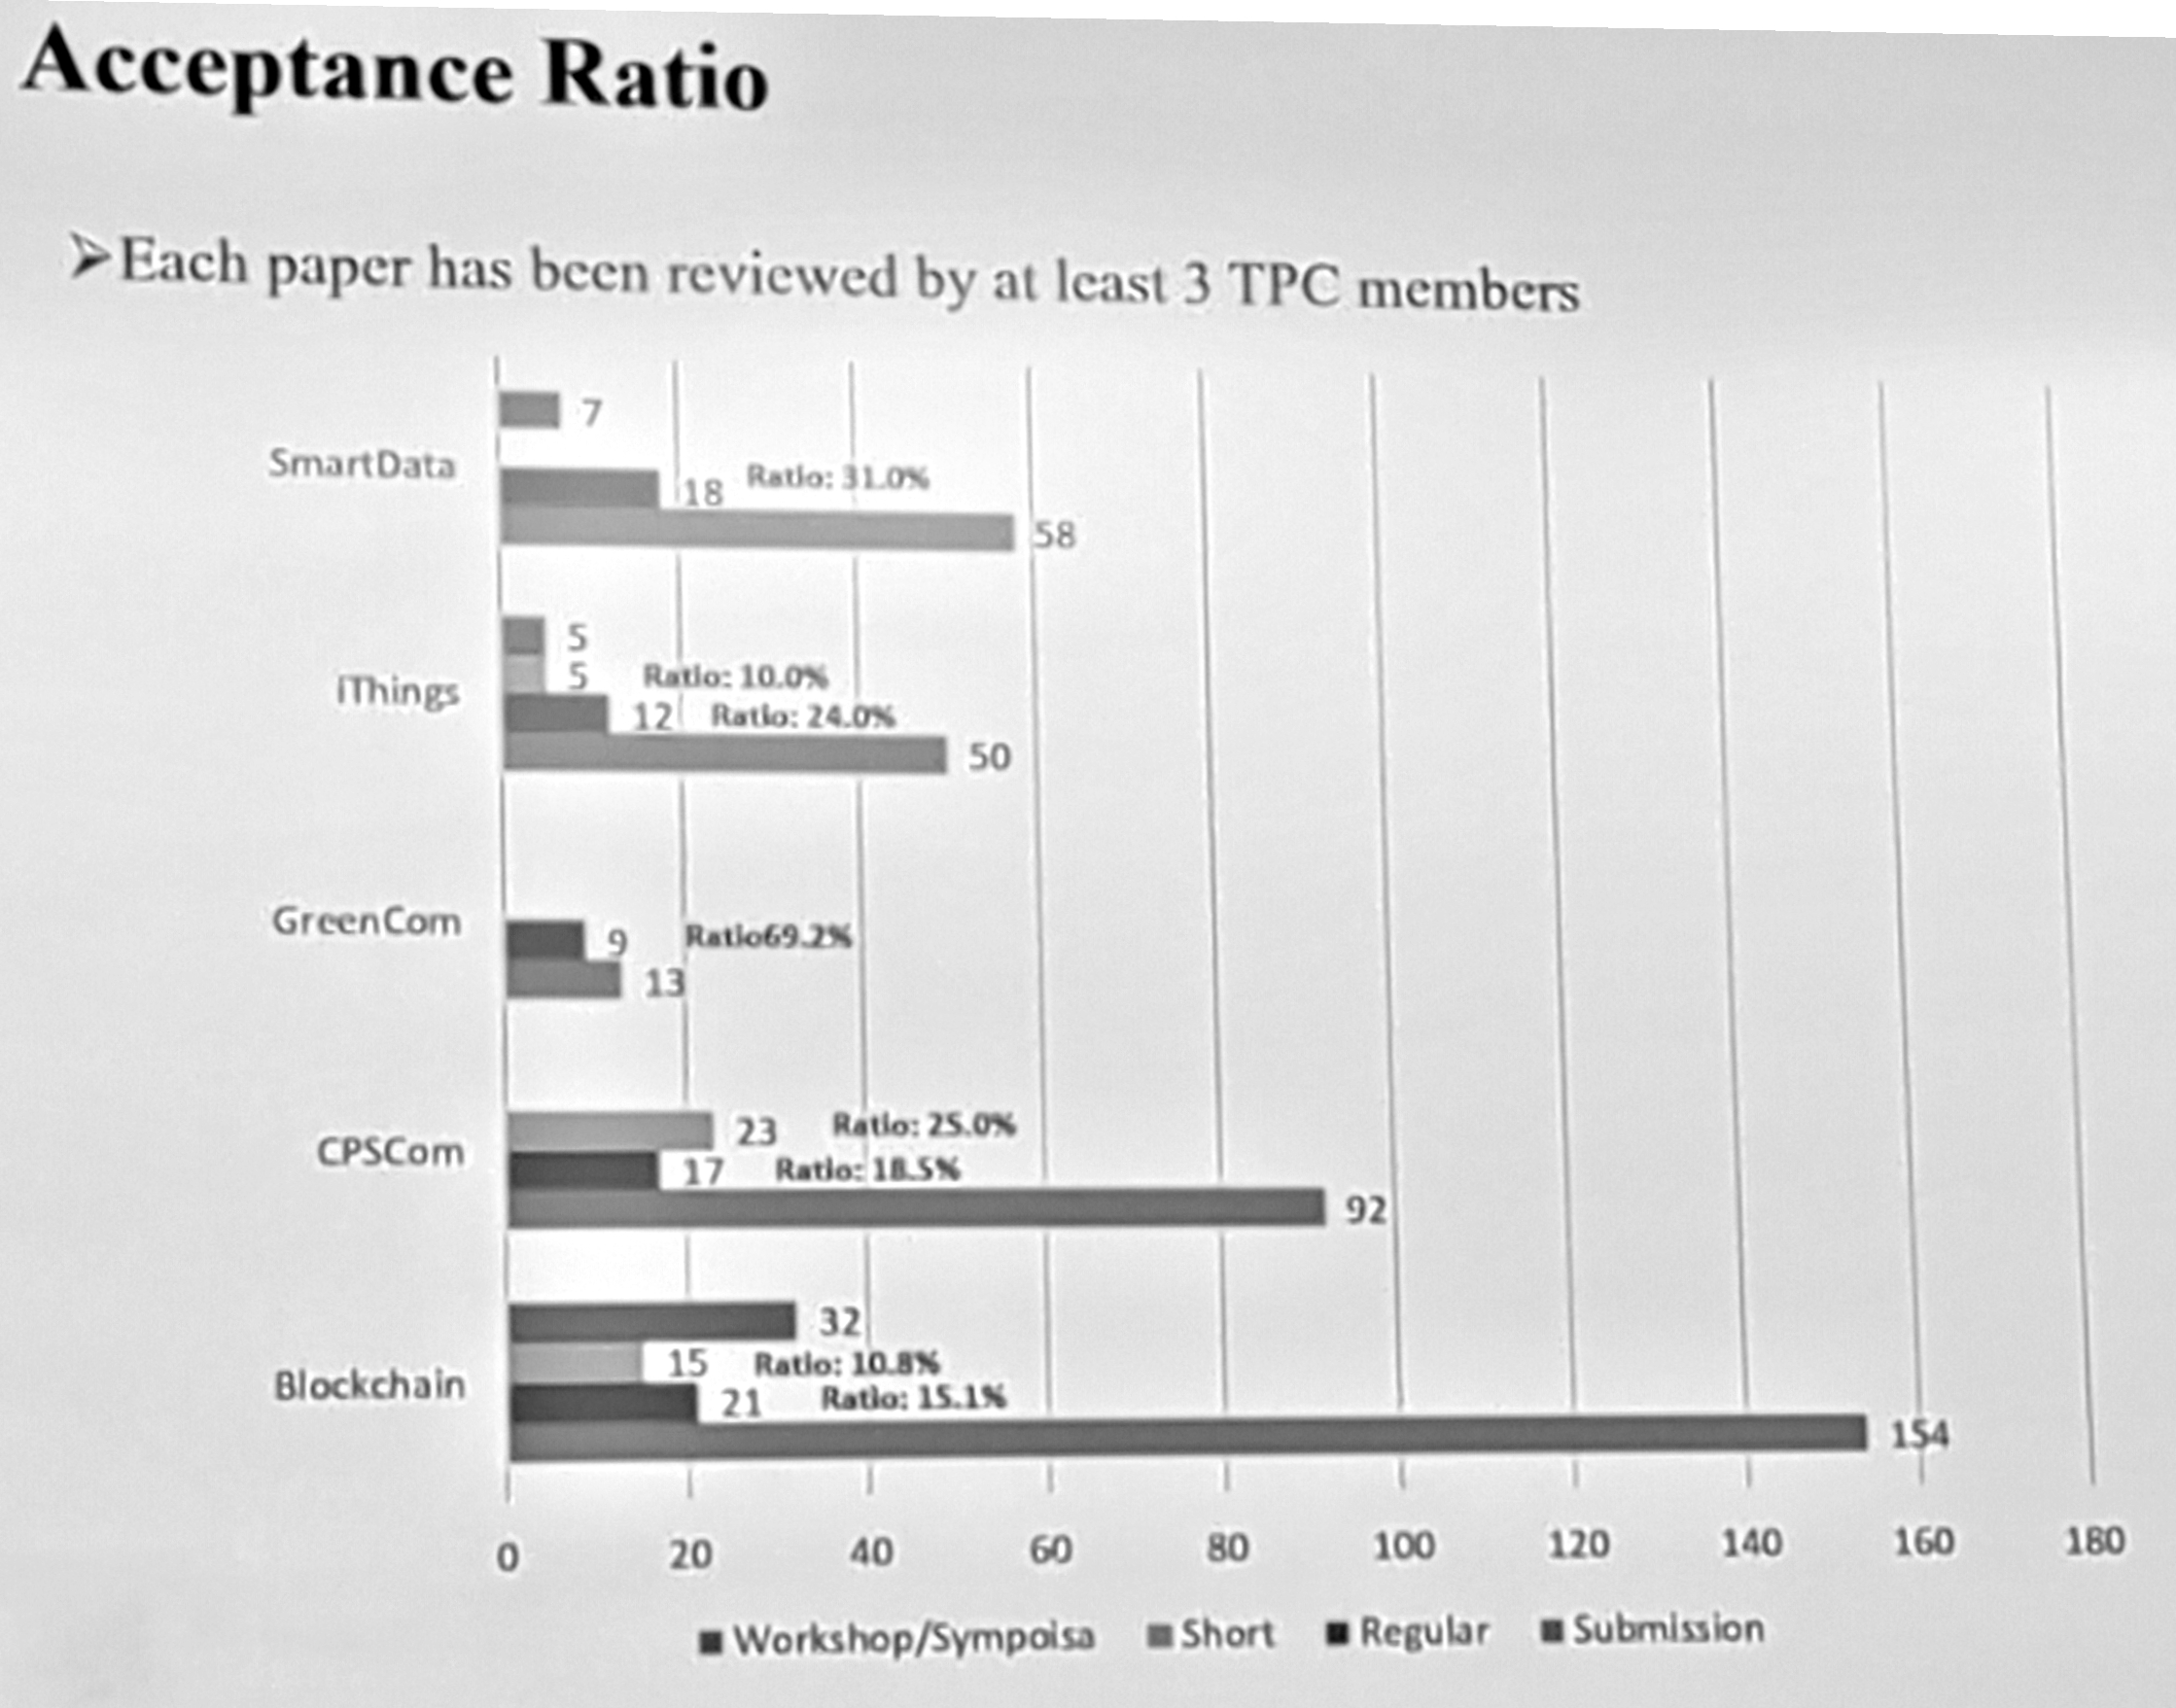 Acceptance Ratio
➢Each paper has been reviewed by at least 3 TPC members
7
SmartData
18 Ratio: 31.0%
58
5
5 Ratio: 10.0%
iThings
12 Ratio: 24.0%
50
GreenCom
9 Ratio69.2%
13
23 Ratio: 25.0%
CPSCom
17 Ratio: 18.5%
92
32
15 Ratio: 10.8%
Blockchain
21 Ratio: 15.1%
154
0 20 40 60 80 100 120 140 160 180
Workshop/Sympoisa Short Regular Submission